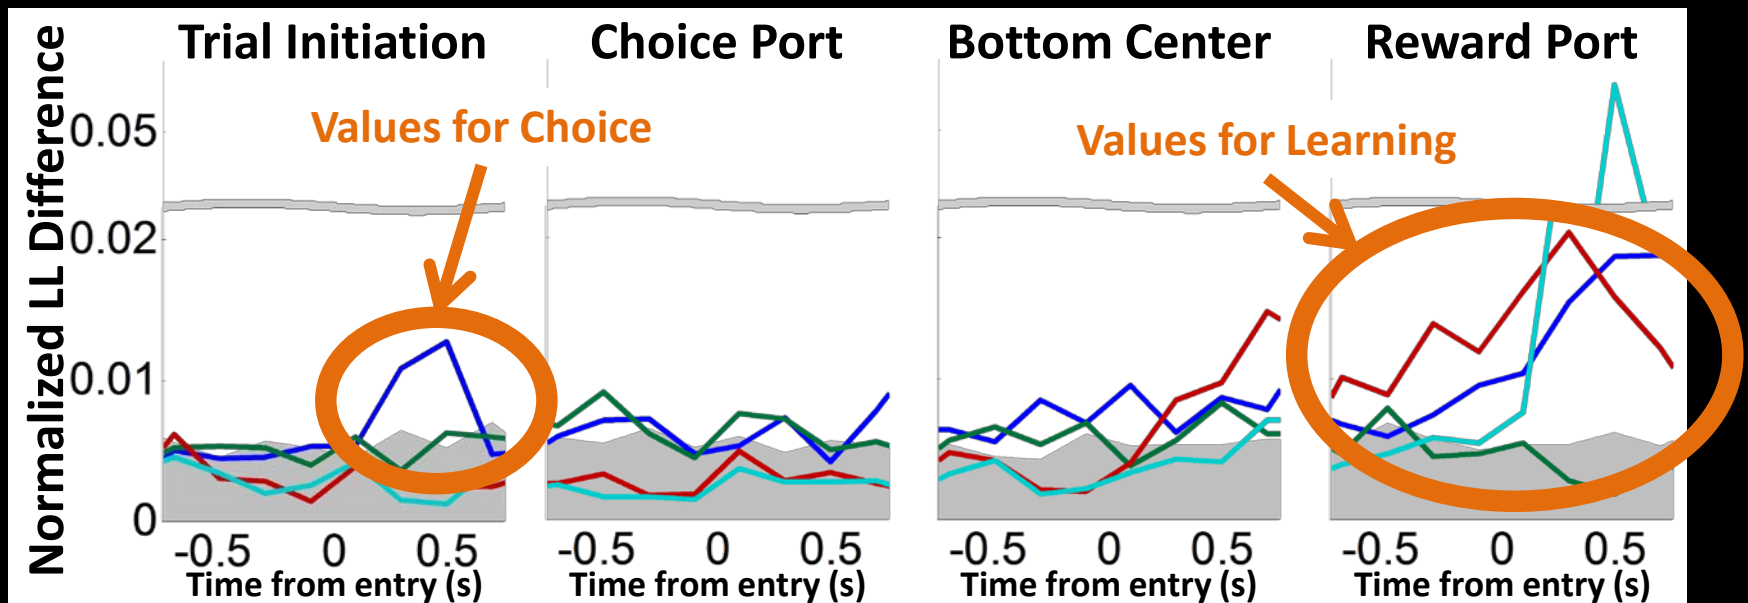 Normalized LL Difference
Trial Initiation
Choice Port
Bottom Center
Reward Port
Values for Choice
Values for Learning
0.05
0.02
0.01
0
-0.5 0 0.5
-0.5 0 0.5
-0.5 0 0.5
-0.5 0 0.5
Time from entry (s)
Time from entry (s)
Time from entry (s)
Time from entry (s)